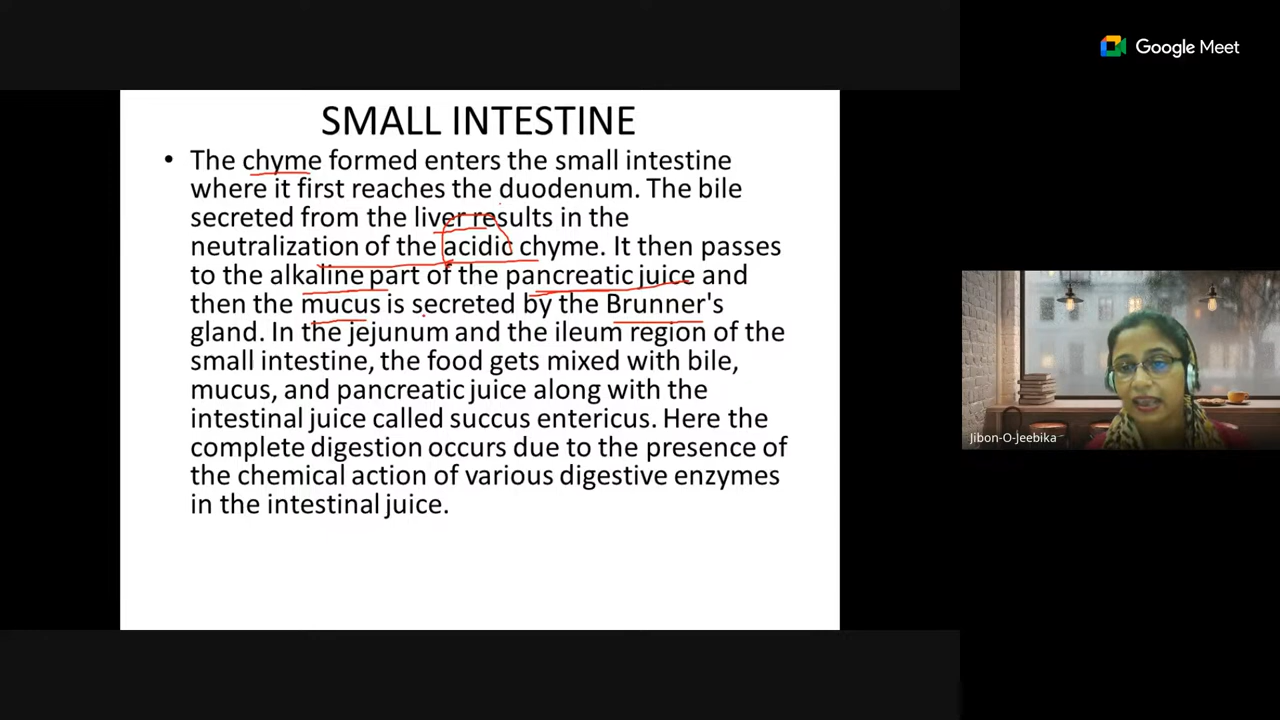 Google Meet
SMALL INTESTINE
• The chyme formed enters the small intestine
where it first reaches the duodenum. The bile
secreted from the liver results in the
neutralization of the acidic chyme. It then passes
to the alkaline part of the pancreatic juice and
then the mucus is secreted by the Brunner's
gland. In the jejunum and the ileum region of the
small intestine, the food gets mixed with bile,
mucus, and pancreatic juice along with the
intestinal juice called succus entericus. Here the
complete digestion occurs due to the presence of
the chemical action of various digestive enzymes
in the intestinal juice.
Jibon-O-Jeebika